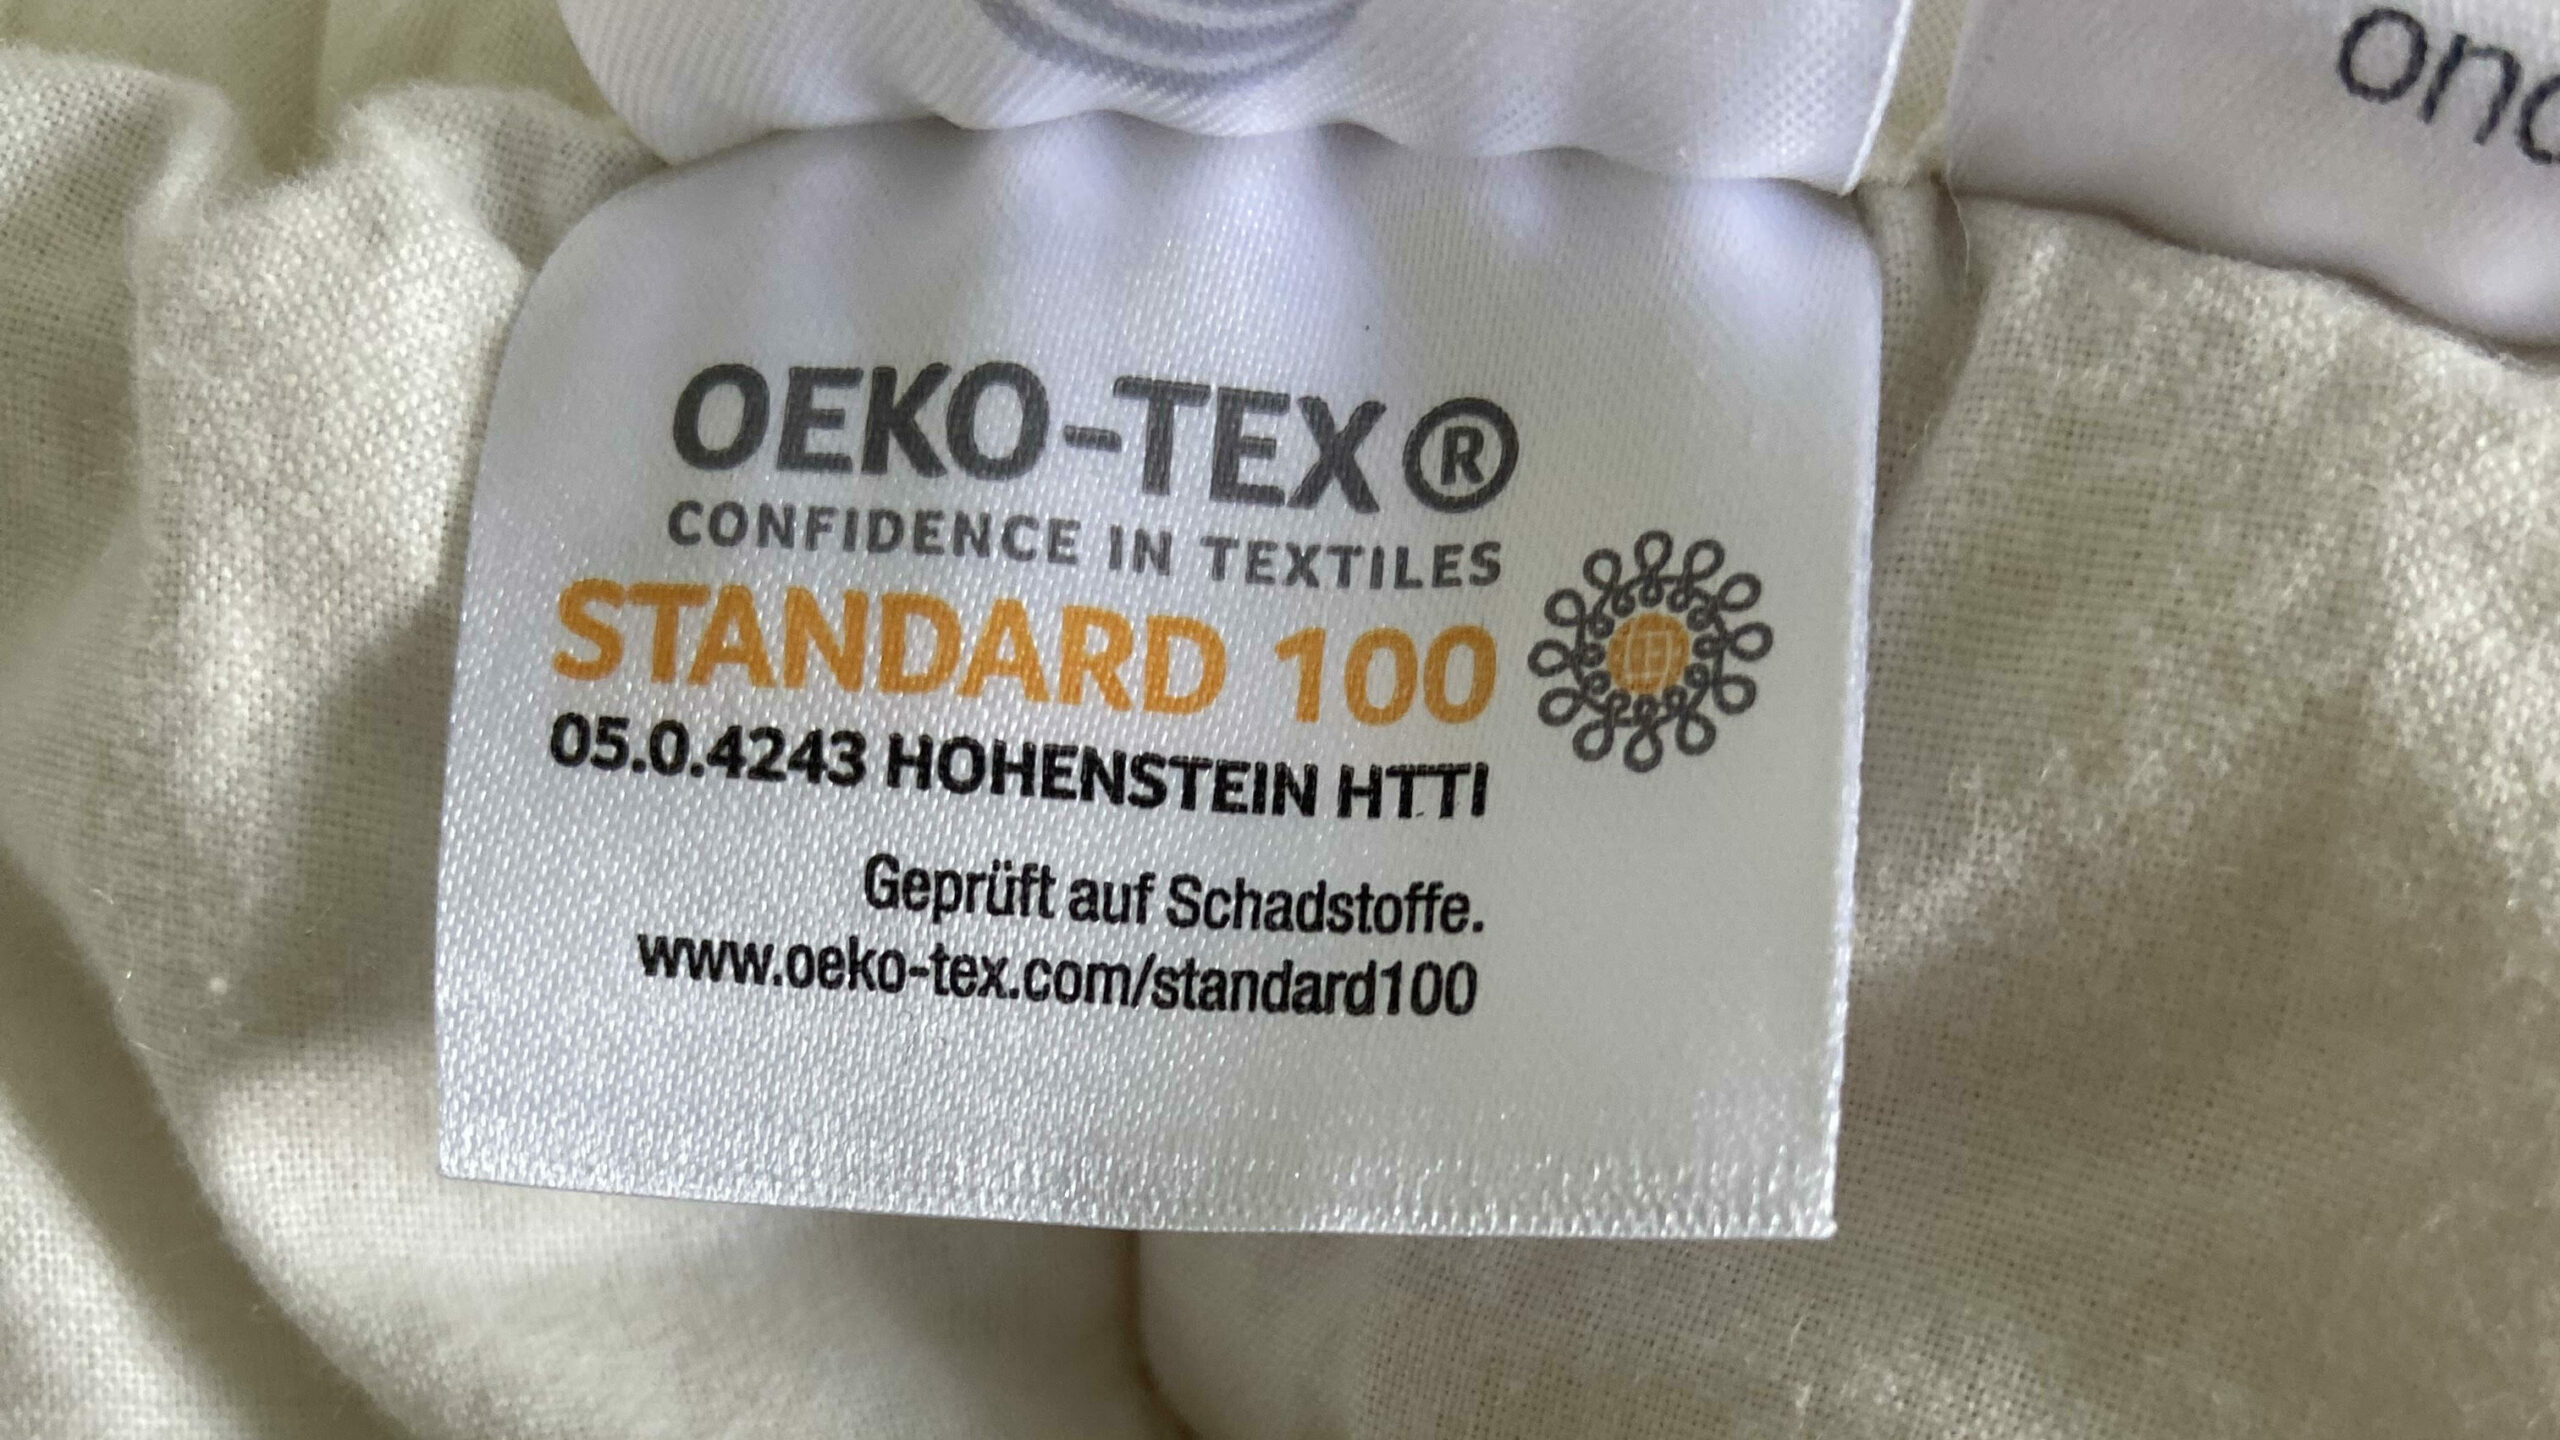 OEKO-TEX®
CONFIDENCE IN TEXTILES
STANDARD 100
05.0.4243 HOHENSTEIN HTTI
Geprüft auf Schadstoffe.
www.oeko-tex.com/standard100